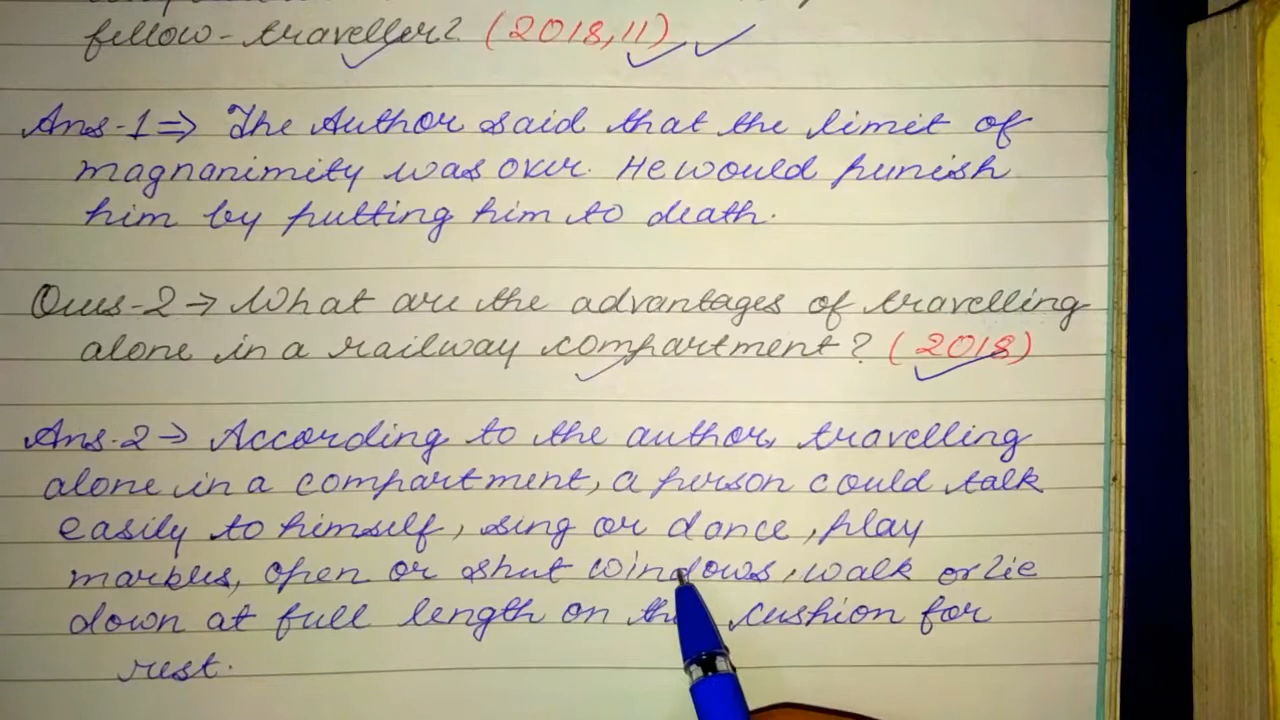 fellow-traveller? (2018,11)
Ans-1⇒ The Author said that the limit of
magnanimity was over. He would punish
him by putting him to death.
Ques-2→ What are the advantages of travelling
alone in a railway compartment? (2018)
Ans-2→ According to the author, travelling
alone in a compartment, a person could talk
easily to himself, sing or dance, play
marbles, open or shut windows, walk or lie
down at full length on the cushion for
rest.